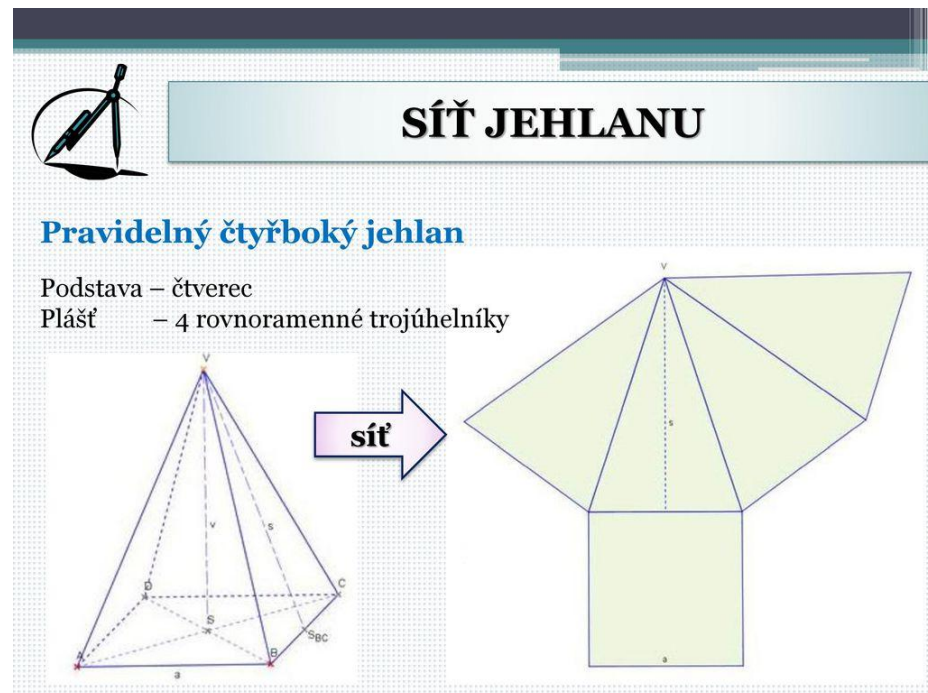 SÍŤ JEHLANU
Pravidelný čtyřboký jehlan
Podstava – čtverec
Plášť – 4 rovnoramenné trojúhelníky
V
síť
v
s
D
C
S
S_BC
A
B
a
V
s
a